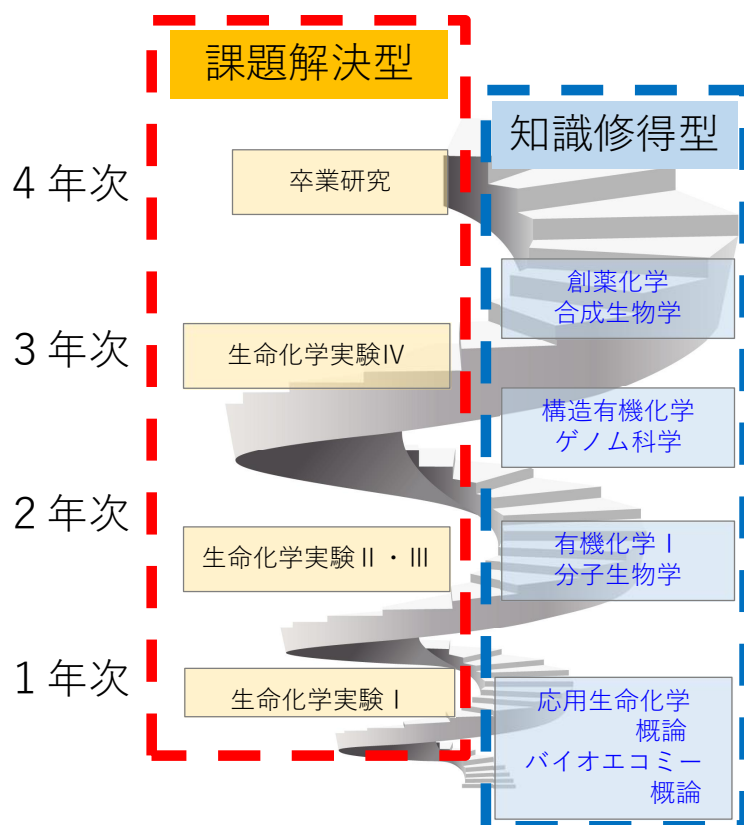 課題解決型
知識修得型
4年次
卒業研究
創薬化学
合成生物学
3年次
生命化学実験IV
構造有機化学
ゲノム科学
2年次
生命化学実験Ⅱ・Ⅲ
有機化学Ⅰ
分子生物学
1年次
生命化学実験Ⅰ
応用生命化学
概論
バイオエコミー
概論